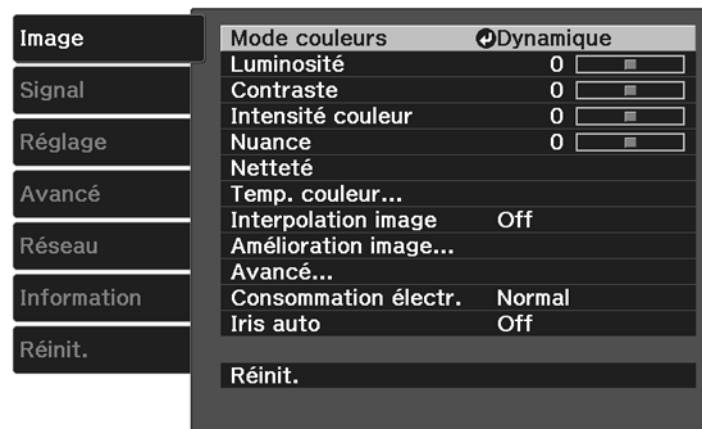 Image
Signal
Réglage
Avancé
Réseau
Information
Réinit.
Mode couleurs Dynamique
Luminosité 0
Contraste 0
Intensité couleur 0
Nuance 0
Netteté
Temp. couleur...
Interpolation image Off
Amélioration image...
Avancé...
Consommation électr. Normal
Iris auto Off
Réinit.